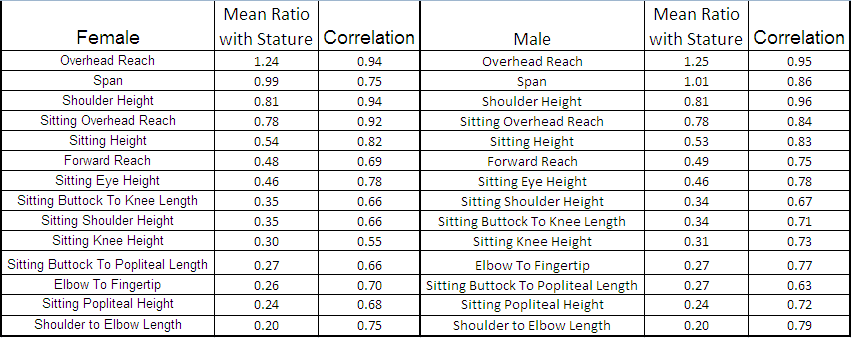 Female Mean Ratio with Stature Correlation Male Mean Ratio with Stature Correlation
Overhead Reach 1.24 0.94 Overhead Reach 1.25 0.95
Span 0.99 0.75 Span 1.01 0.86
Shoulder Height 0.81 0.94 Shoulder Height 0.81 0.96
Sitting Overhead Reach 0.78 0.92 Sitting Overhead Reach 0.78 0.84
Sitting Height 0.54 0.82 Sitting Height 0.53 0.83
Forward Reach 0.48 0.69 Forward Reach 0.49 0.75
Sitting Eye Height 0.46 0.78 Sitting Eye Height 0.46 0.78
Sitting Buttock To Knee Length 0.35 0.66 Sitting Shoulder Height 0.34 0.67
Sitting Shoulder Height 0.35 0.66 Sitting Buttock To Knee Length 0.34 0.71
Sitting Knee Height 0.30 0.55 Sitting Knee Height 0.31 0.73
Sitting Buttock To Popliteal Length 0.27 0.66 Elbow To Fingertip 0.27 0.77
Elbow To Fingertip 0.26 0.70 Sitting Buttock To Popliteal Length 0.27 0.63
Sitting Popliteal Height 0.24 0.68 Sitting Popliteal Height 0.24 0.72
Shoulder to Elbow Length 0.20 0.75 Shoulder to Elbow Length 0.20 0.79